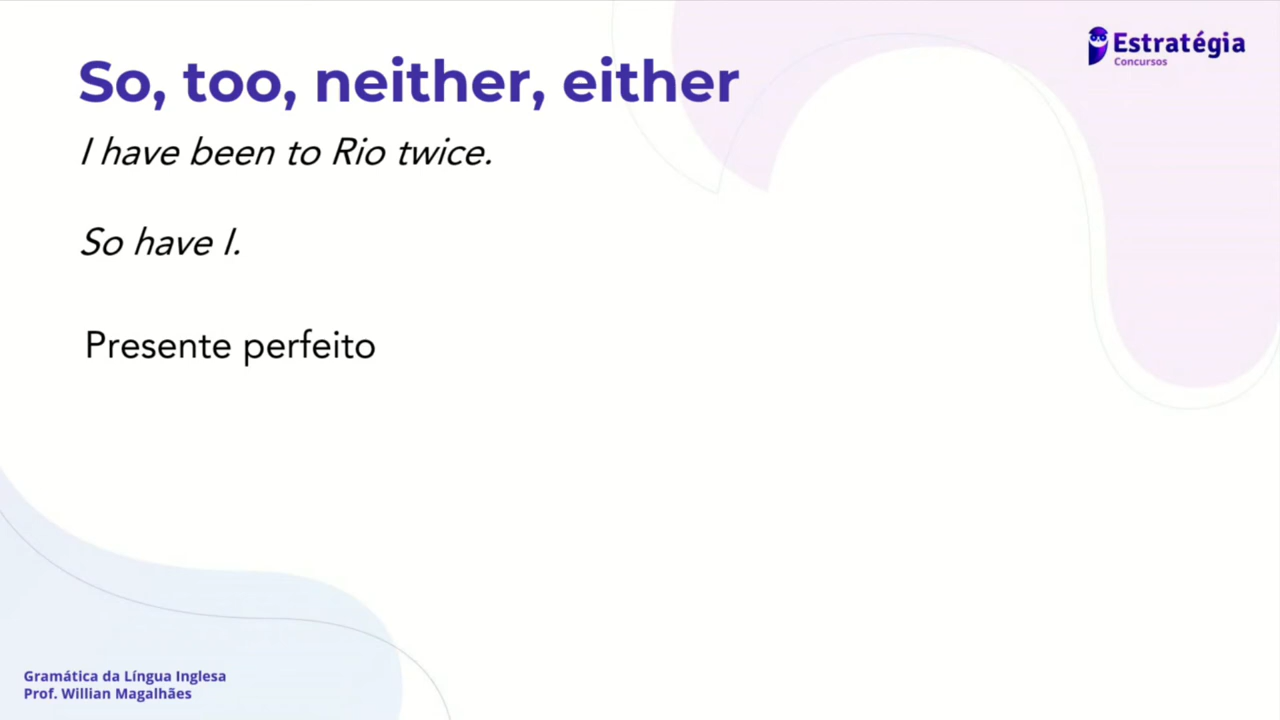 Estratégia
Concursos
So, too, neither, either
I have been to Rio twice.
So have I.
Presente perfeito
Gramática da Língua Inglesa
Prof. Willian Magalhães